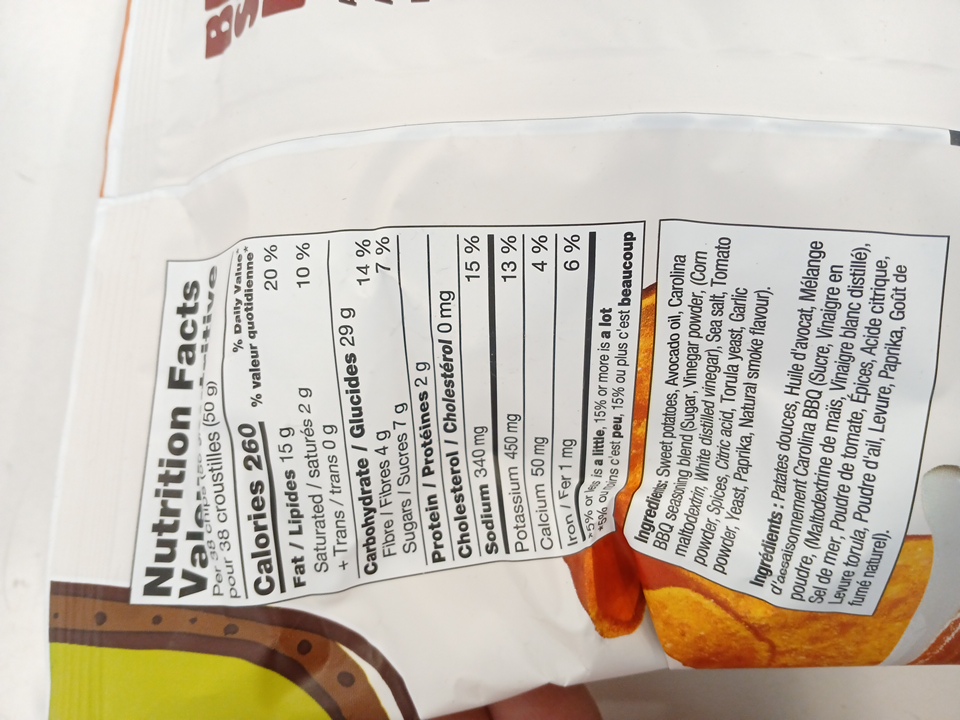 Nutrition Facts
Per 38 chips (50 g)
pour 38 croustilles (50 g)
Calories 260
% Daily Value*
% valeur quotidienne*
Fat / Lipides 15 g 20 %
Saturated / saturés 2 g 10 %
+ Trans / trans 0 g
Carbohydrate / Glucides 29 g
Fibre / Fibres 4 g 14 %
Sugars / Sucres 7 g 7 %
Protein / Protéines 2 g
Cholesterol / Cholestérol 0 mg
Sodium 340 mg 15 %
Potassium 450 mg 13 %
Calcium 50 mg 4 %
Iron / Fer 1 mg 6 %
*5% or less is a little, 15% or more is a lot
*5% ou moins c'est peu, 15% ou plus c'est beaucoup
Ingredients: Sweet potatoes, Avocado oil, Carolina
BBQ Seasoning blend (Sugar, Vinegar powder, (Corn
maltodextrin, White distilled vinegar), Sea salt, Tomato
powder, Spices, Citric acid, Torula yeast, Garlic
powder, Yeast, Paprika, Natural smoke flavour).
Ingrédients : Patates douces, Huile d'avocat, Mélange
d'assaisonnement Carolina BBQ (Sucre, Vinaigre en
poudre, (Maltodextrine de maïs, Vinaigre blanc distillé),
Sel de mer, Poudre de tomate, Épices, Acide citrique,
Levure torula, Poudre d'ail, Levure, Paprika, Goût de
fumé naturel).